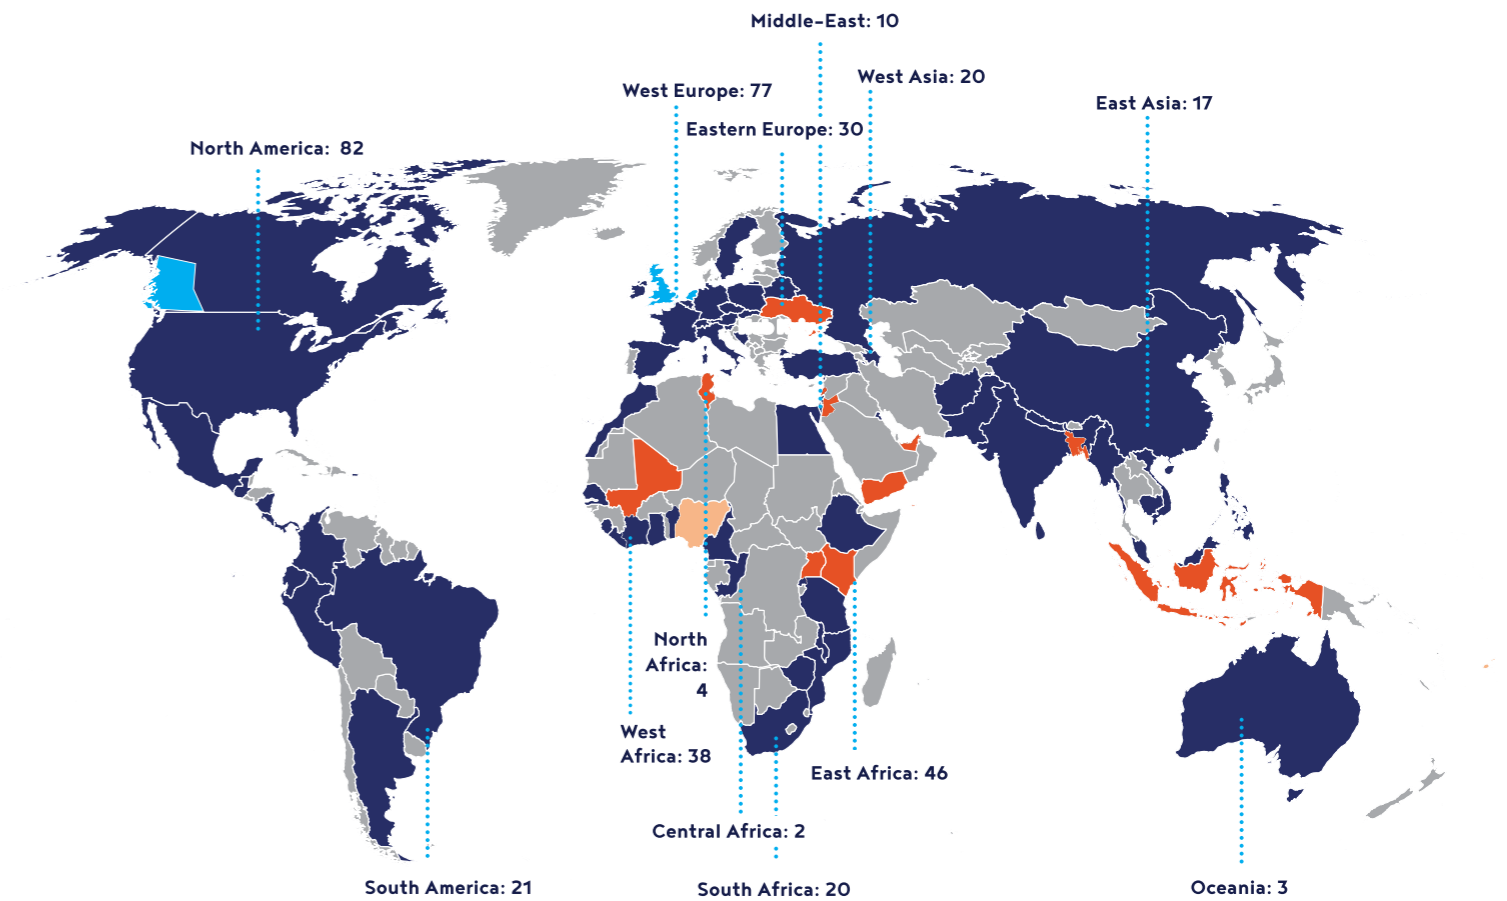 Middle-East: 10
West Asia: 20
West Europe: 77
East Asia: 17
Eastern Europe: 30
North America: 82
North
Africa:
4
West
Africa: 38
East Africa: 46
Central Africa: 2
South America: 21
South Africa: 20
Oceania: 3